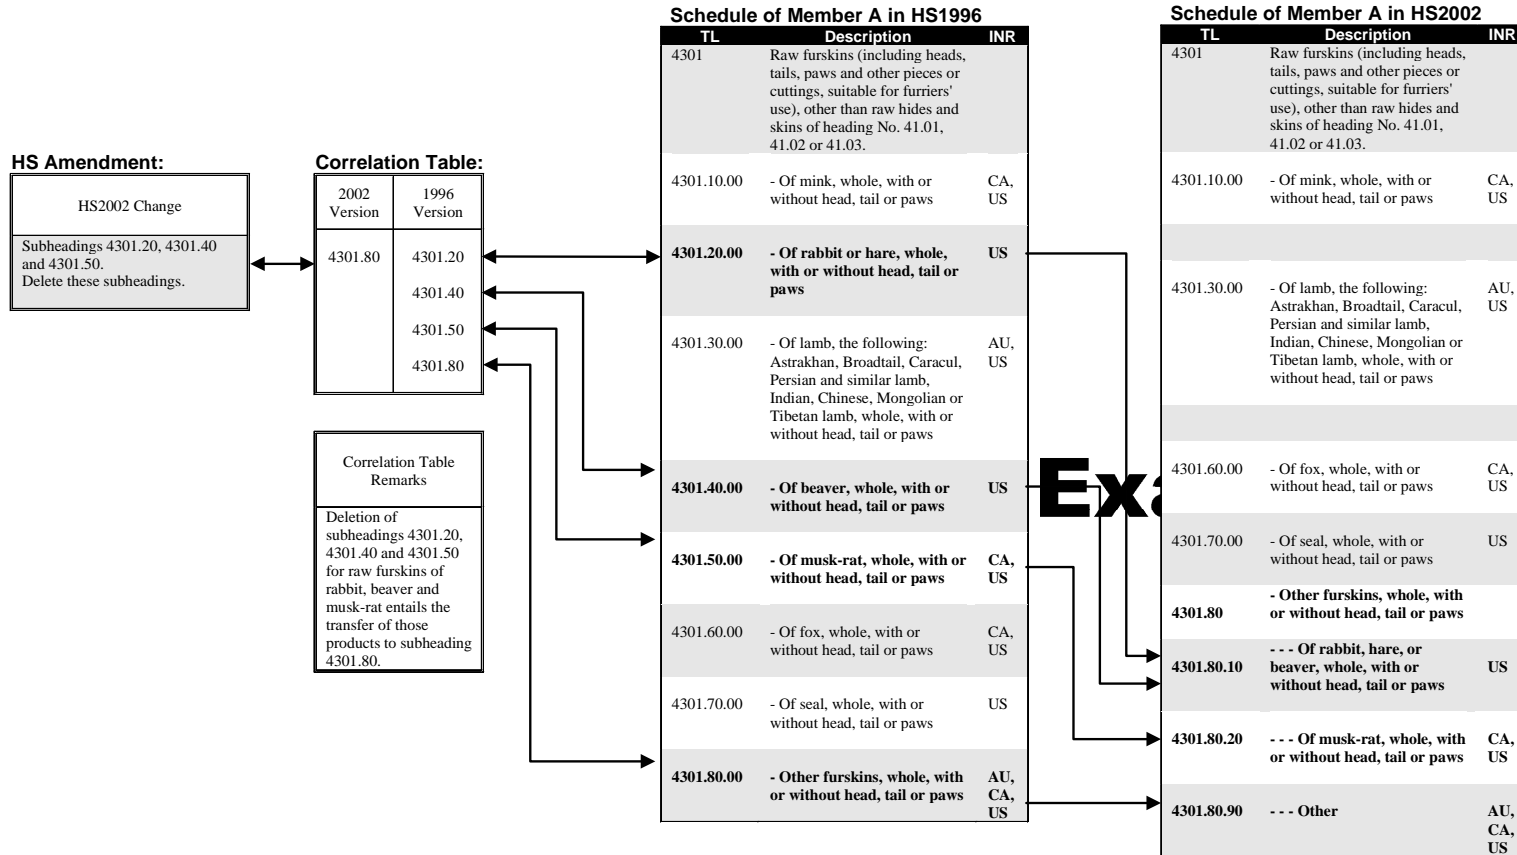 HS Amendment:
HS2002 Change
Subheadings 4301.20, 4301.40
and 4301.50.
Delete these subheadings.
Correlation Table:
2002 1996
Version Version
4301.80 4301.20
4301.40
4301.50
4301.80
Correlation Table
Remarks
Deletion of
subheadings 4301.20,
4301.40 and 4301.50
for raw furskins of
rabbit, beaver and
musk-rat entails the
transfer of those
products to subheading
4301.80.
Schedule of Member A in HS1996
TL Description INR
4301 Raw furskins (including heads,
tails, paws and other pieces or
cuttings, suitable for furriers'
use), other than raw hides and
skins of heading No. 41.01,
41.02 or 41.03.
4301.10.00 - Of mink, whole, with or CA,
without head, tail or paws US
4301.20.00 - Of rabbit or hare, whole, US
with or without head, tail or
paws
4301.30.00 - Of lamb, the following: AU,
Astrakhan, Broadtail, Caracul, US
Persian and similar lamb,
Indian, Chinese, Mongolian or
Tibetan lamb, whole, with or
without head, tail or paws
4301.40.00 - Of beaver, whole, with or US
without head, tail or paws
4301.50.00 - Of musk-rat, whole, with or CA,
without head, tail or paws US
4301.60.00 - Of fox, whole, with or CA,
without head, tail or paws US
4301.70.00 - Of seal, whole, with or US
without head, tail or paws
4301.80.00 - Other furskins, whole, with AU,
or without head, tail or paws CA,
US
Exa
Schedule of Member A in HS2002
TL Description INR
4301 Raw furskins (including heads,
tails, paws and other pieces or
cuttings, suitable for furriers'
use), other than raw hides and
skins of heading No. 41.01,
41.02 or 41.03.
4301.10.00 - Of mink, whole, with or CA,
without head, tail or paws US
4301.30.00 - Of lamb, the following: AU,
Astrakhan, Broadtail, Caracul, US
Persian and similar lamb,
Indian, Chinese, Mongolian or
Tibetan lamb, whole, with or
without head, tail or paws
4301.60.00 - Of fox, whole, with or CA,
without head, tail or paws US
4301.70.00 - Of seal, whole, with or US
without head, tail or paws
- Other furskins, whole, with
4301.80 or without head, tail or paws
- - - Of rabbit, hare, or
4301.80.10 beaver, whole, with or US
without head, tail or paws
4301.80.20 - - - Of musk-rat, whole, with CA,
or without head, tail or paws US
4301.80.90 - - - Other AU,
CA,
US